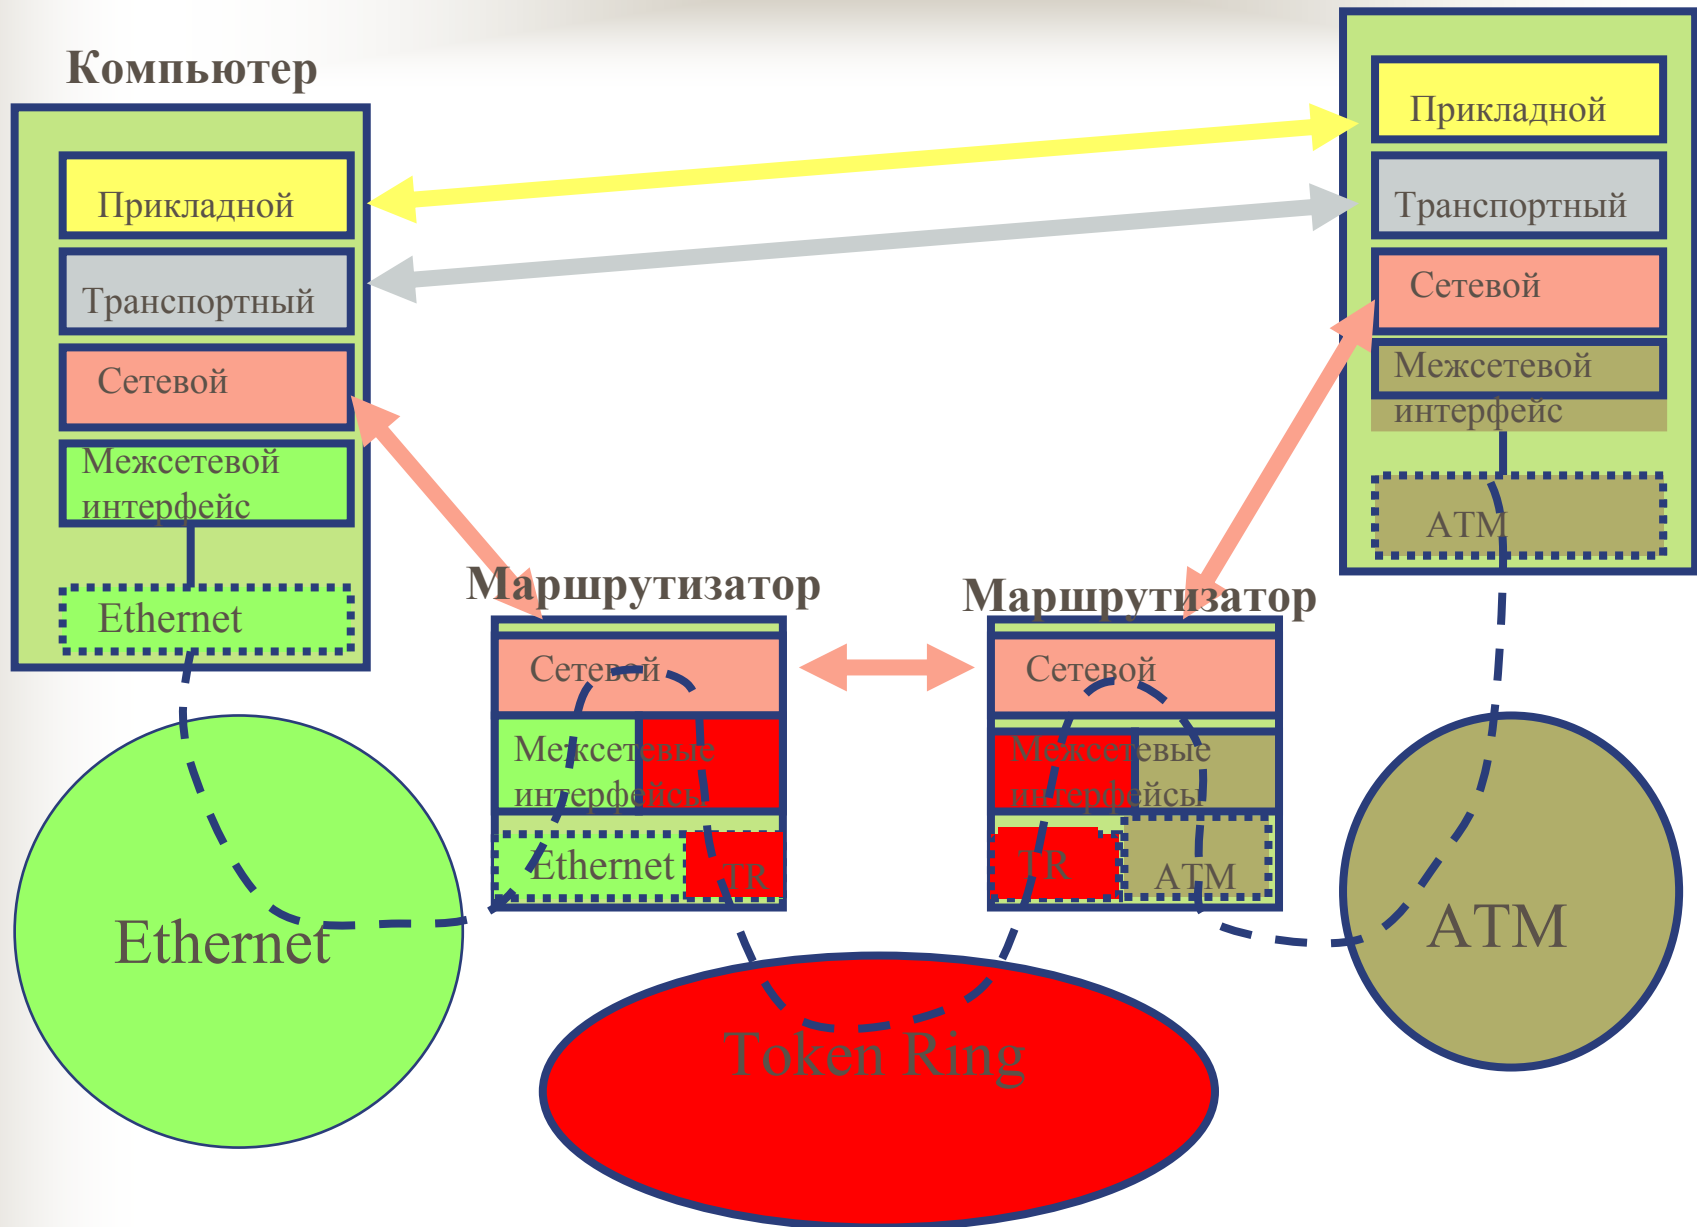 Компьютер
Прикладной
Транспортный
Сетевой
Межсетевой
интерфейс
Ethernet
Прикладной
Транспортный
Сетевой
Межсетевой
интерфейс
ATM
Маршрутизатор
Сетевой
Межсетевые
интерфейсы
Ethernet
TR
Маршрутизатор
Сетевой
Межсетевые
интерфейсы
TR
ATM
Ethernet
Token Ring
ATM